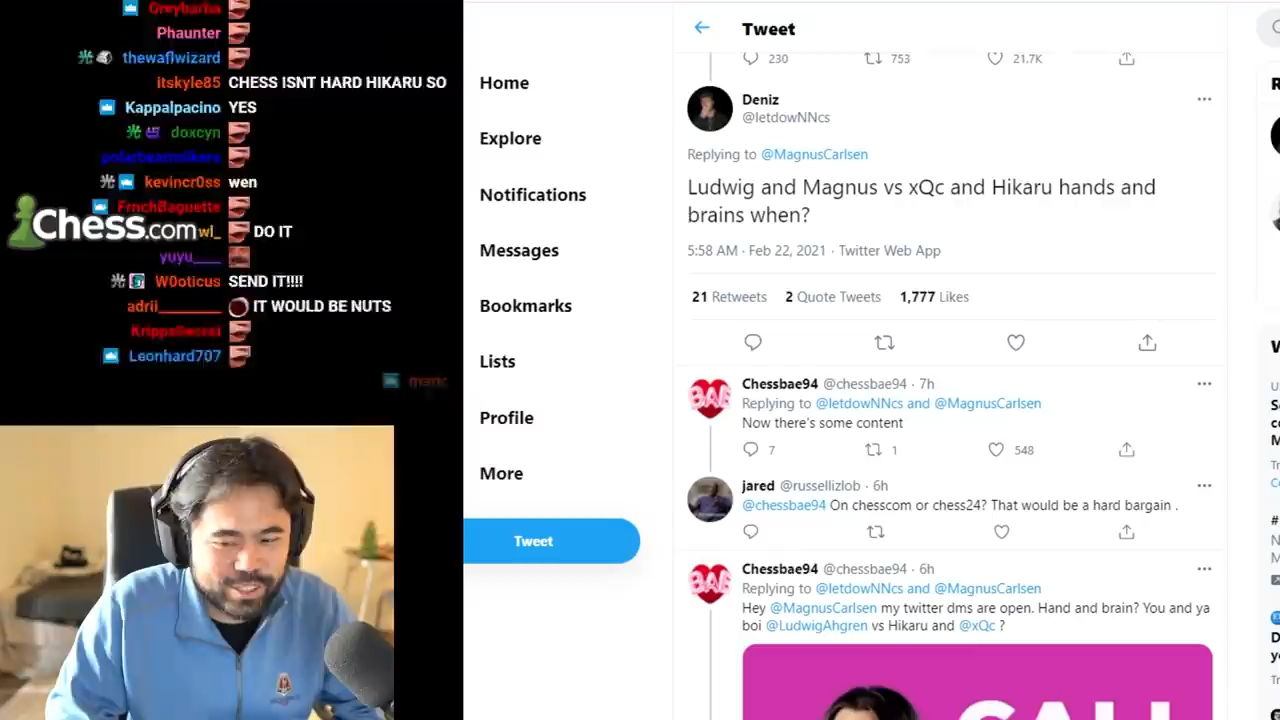 Greybarba
Phaunter
thewaflwizard
itskyle85 CHESS ISNT HARD HIKARU SO
Kappalpacino YES
doxcyn
kevincr0ss wen
FrnchBaguette
DO IT
Chess.com
yuyu____
W0oticus SEND IT!!!!
adrii________ IT WOULD BE NUTS
Leonhard707
Home
Explore
Notifications
Messages
Bookmarks
Lists
Profile
More
Tweet
Tweet
230 753 21.7K
Deniz
@letdowNNcs
Replying to @MagnusCarlsen
Ludwig and Magnus vs xQc and Hikaru hands and
brains when?
5:58 AM · Feb 22, 2021 · Twitter Web App
21 Retweets 2 Quote Tweets 1,777 Likes
Chessbae94 @chessbae94 · 7h
Replying to @letdowNNcs and @MagnusCarlsen
Now there's some content
7 1 548
jared @russellizlob · 6h
@chessbae94 On chesscom or chess24? That would be a hard bargain .
Chessbae94 @chessbae94 · 6h
Replying to @letdowNNcs and @MagnusCarlsen
Hey @MagnusCarlsen my twitter dms are open. Hand and brain? You and ya
boi @LudwigAhgren vs Hikaru and @xQc ?
BAE
BAE